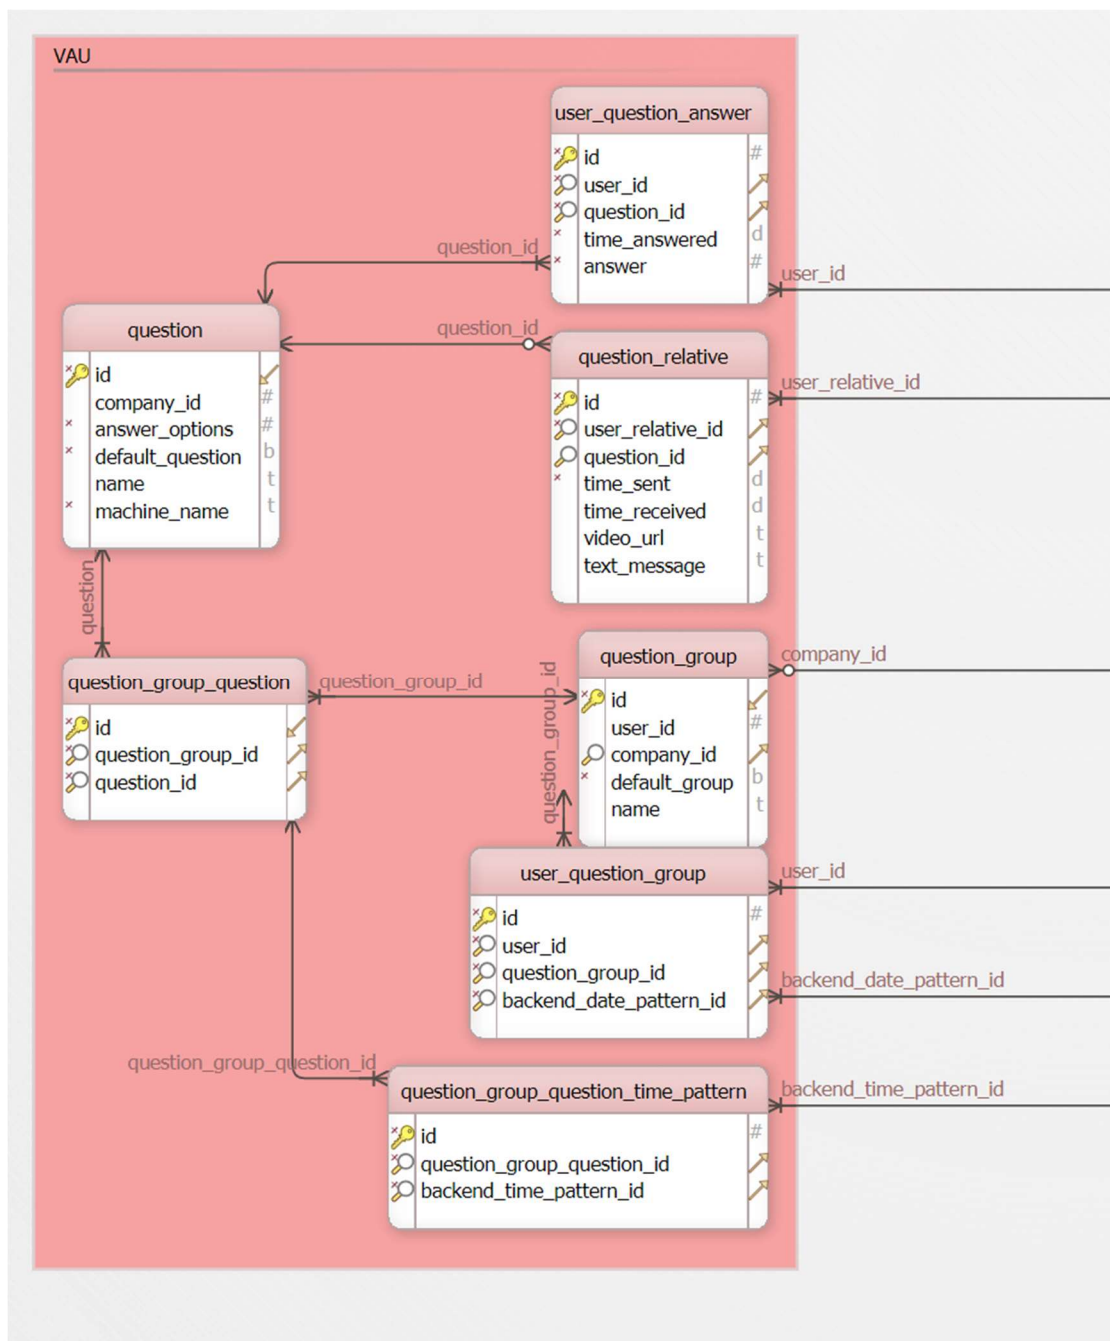 VAU
user_question_answer
id #
user_id
question_id
time_answered d
answer #
question_id
user_id
question
id
company_id #
answer_options #
default_question b
name t
machine_name t
question_id
question_relative
id #
user_relative_id
question_id
time_sent d
time_received d
video_url t
text_message t
user_relative_id
question
question_group_question
id
question_group_id
question_id
question_group_id
question_group
id
user_id #
company_id
default_group b
name t
company_id
question_group_id
user_question_group
id #
user_id
question_group_id
backend_date_pattern_id
user_id
backend_date_pattern_id
question_group_question_id
question_group_question_time_pattern
id #
question_group_question_id
backend_time_pattern_id
backend_time_pattern_id